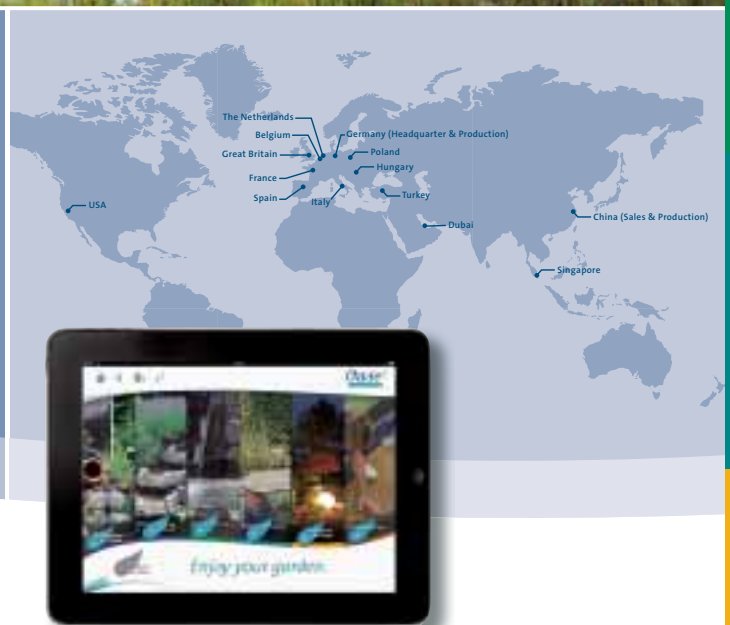 The Netherlands
Belgium
Germany (Headquarter & Production)
Great Britain
Poland
Hungary
France
Spain
Italy
Turkey
USA
China (Sales & Production)
Dubai
Singapore
Oase
Enjoy your garden.